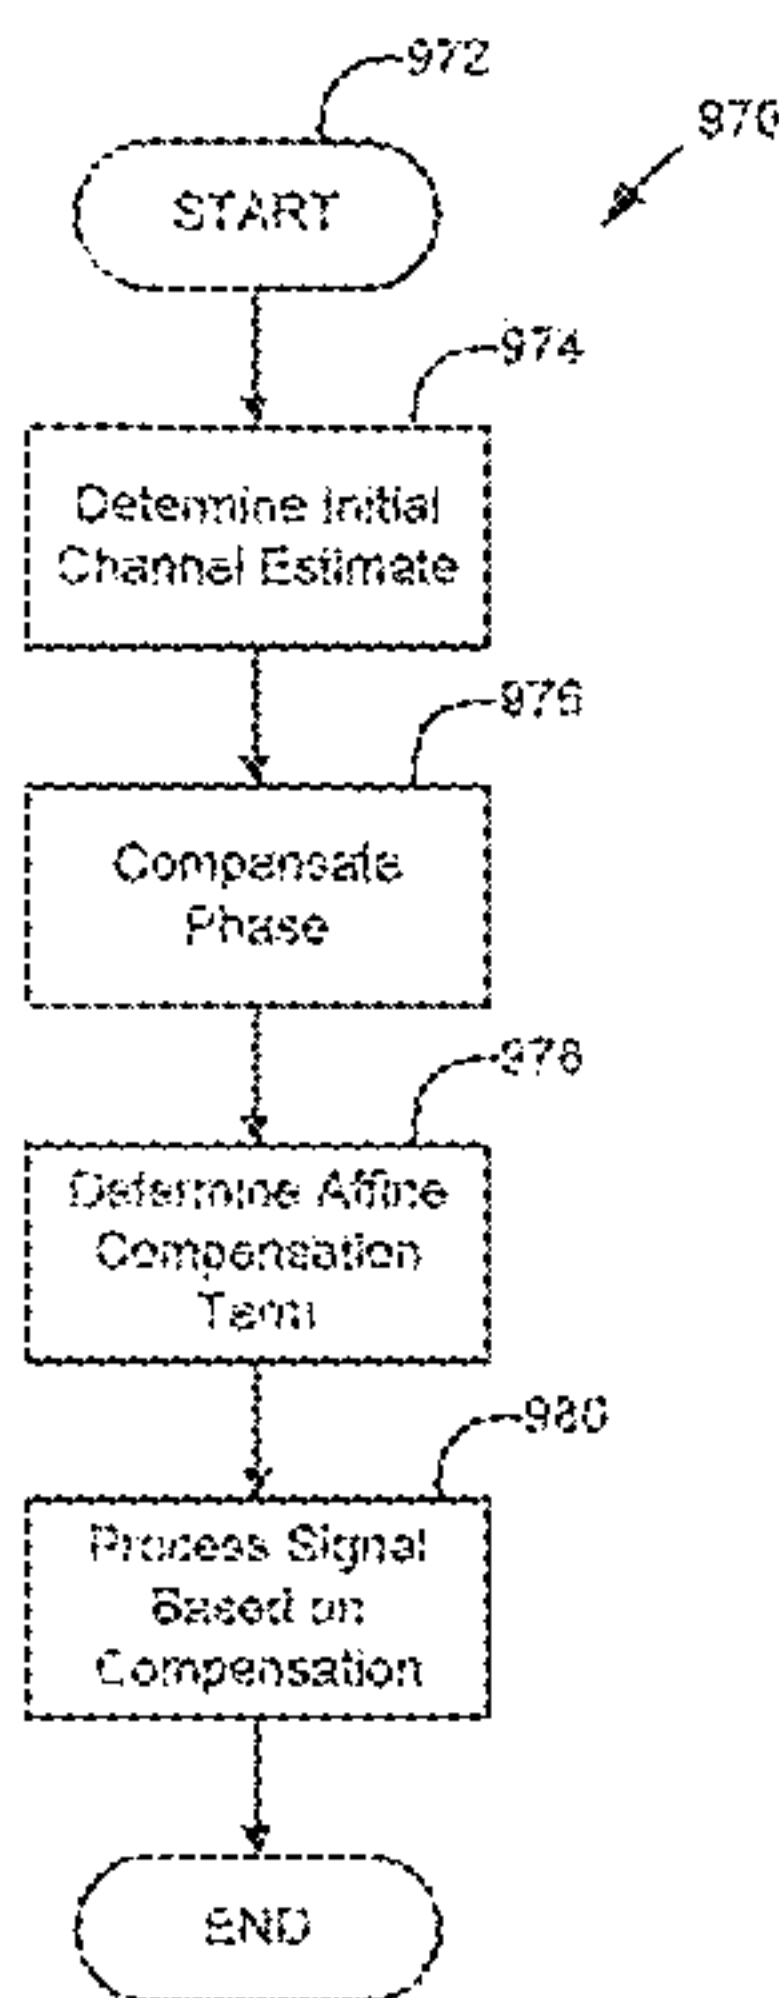 972
970
START
974
Determine Initial
Channel Estimate
976
Compensate
Phase
978
Determine Affine
Compensation
Term
980
Process Signal
Based on
Compensation
END